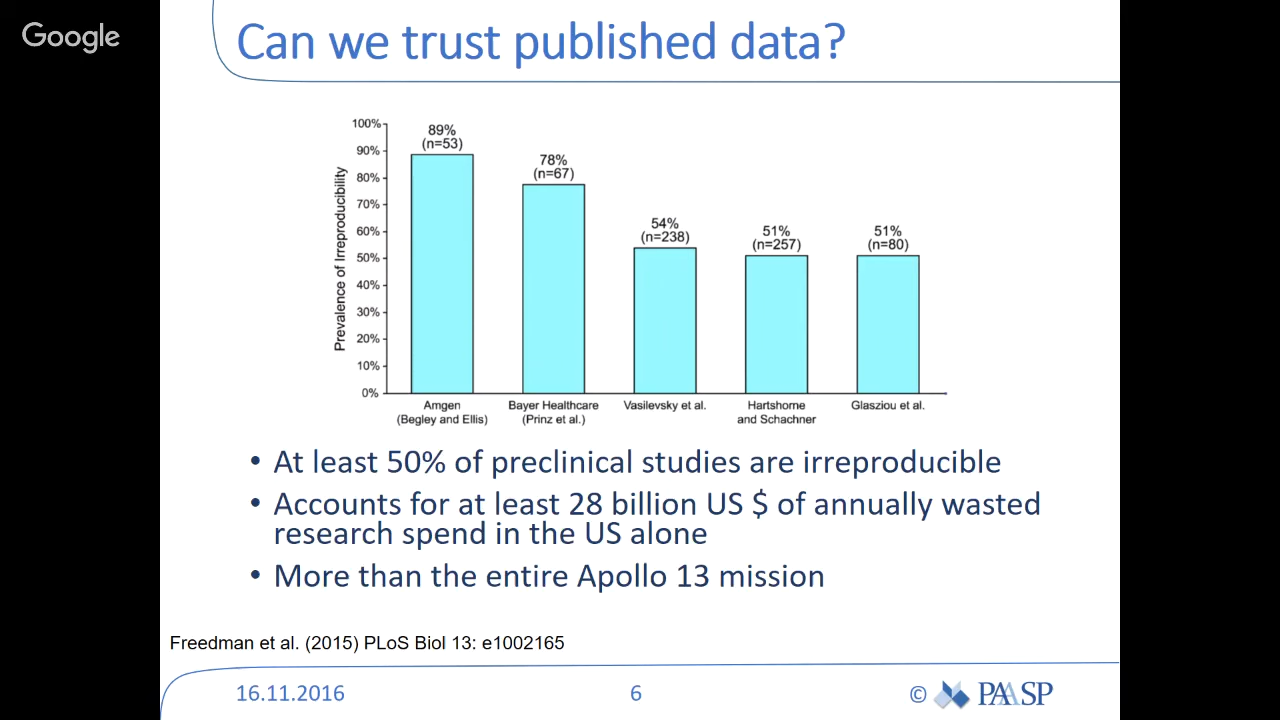 Google
Can we trust published data?
Prevalence of Irreproducibility
100%
90%
80%
70%
60%
50%
40%
30%
20%
10%
0%
89%
(n=53)
78%
(n=67)
54%
(n=238)
51%
(n=257)
51%
(n=80)
Amgen
(Begley and Ellis)
Bayer Healthcare
(Prinz et al.)
Vasilevsky et al.
Hartshorne
and Schachner
Glasziou et al.
• At least 50% of preclinical studies are irreproducible
• Accounts for at least 28 billion US $ of annually wasted
research spend in the US alone
• More than the entire Apollo 13 mission
Freedman et al. (2015) PLoS Biol 13: e1002165
16.11.2016
6
© PAASP